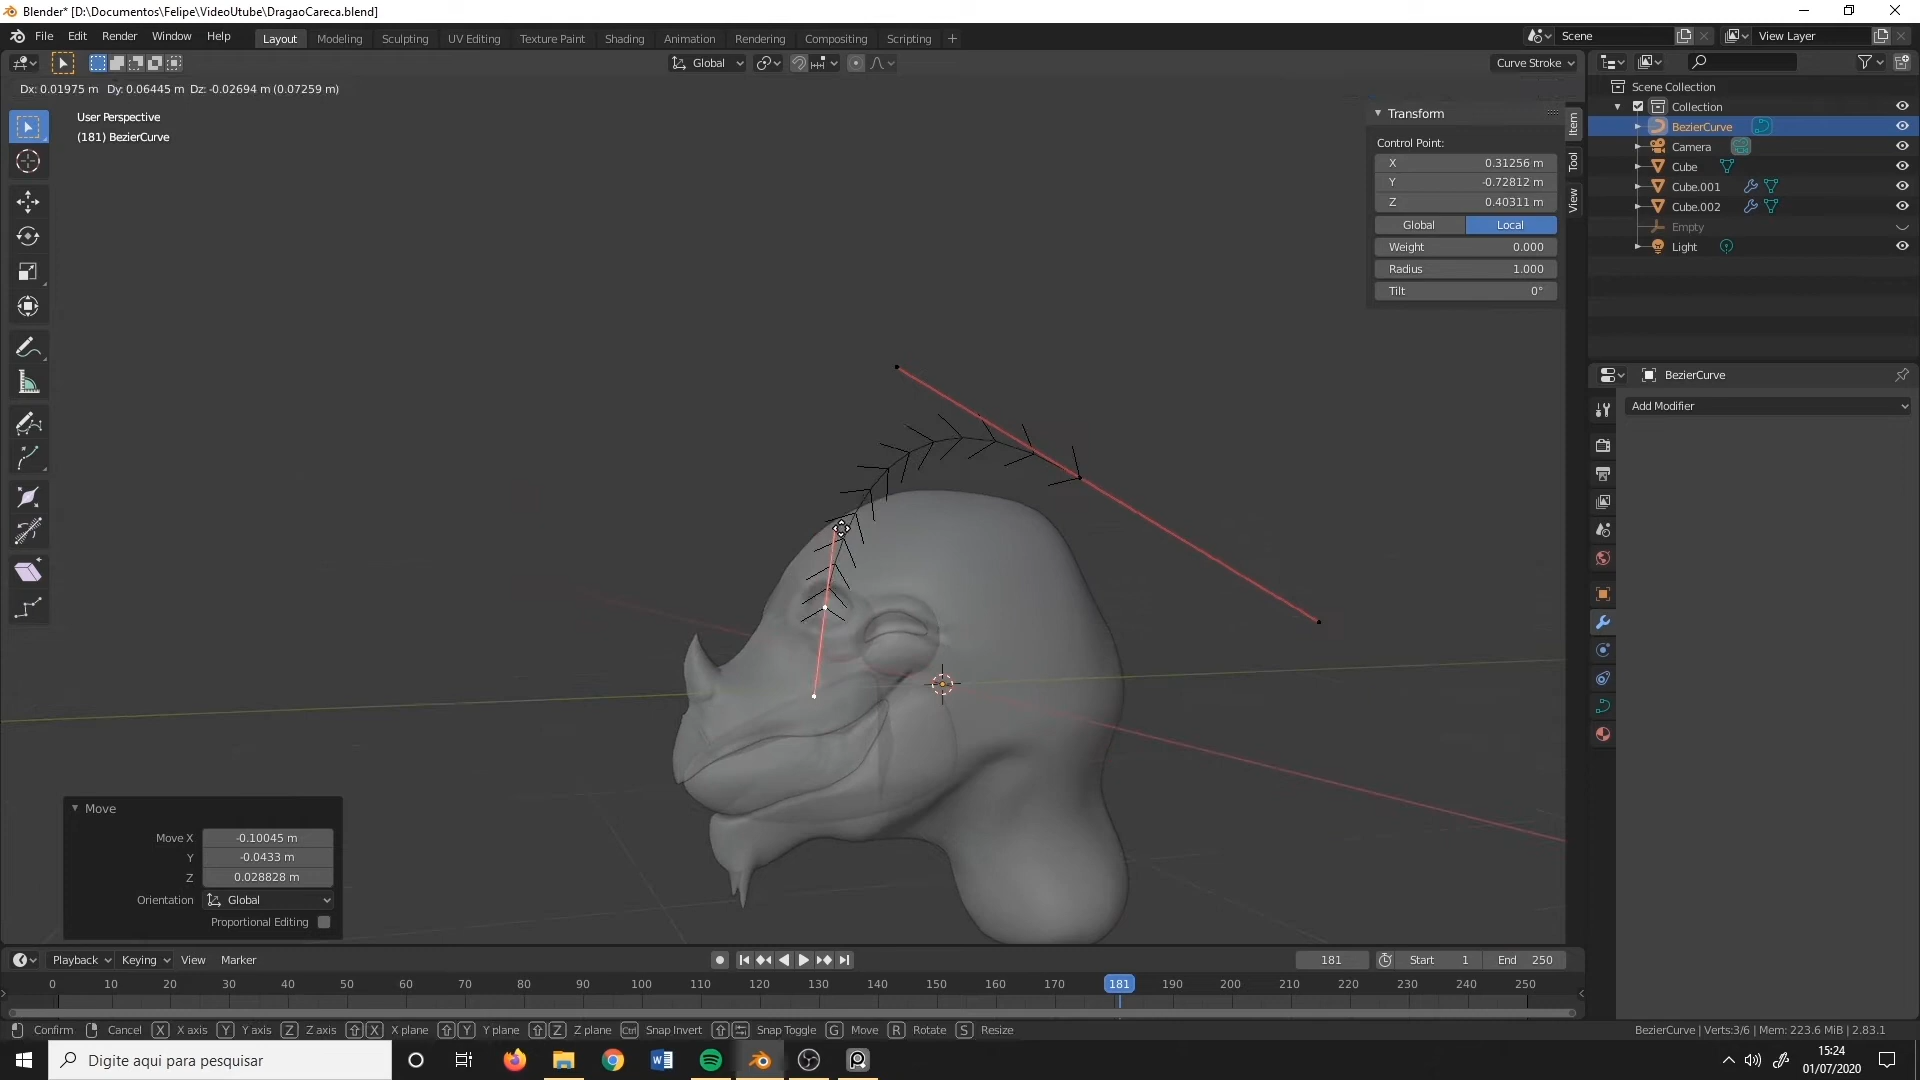 Blender* [D:\Documentos\Felipe\VideoUtube\DragaoCareca.blend]
File Edit Render Window Help Layout Modeling Sculpting UV Editing Texture Paint Shading Animation Rendering Compositing Scripting + Scene View Layer
Global Curve Stroke
Dx: 0.01975 m Dy: 0.06445 m Dz: -0.02694 m (0.07259 m)
User Perspective
(181) BezierCurve
Transform
Control Point:
X 0.31256 m
Y -0.72812 m
Z 0.40311 m
Global Local
Weight 0.000
Radius 1.000
Tilt 0°
Item
Tool
View
Scene Collection
Collection
BezierCurve
Camera
Cube
Cube.001
Cube.002
Empty
Light
BezierCurve
Add Modifier
Move
Move X -0.10045 m
Y -0.0433 m
Z 0.028828 m
Orientation Global
Proportional Editing
Playback Keying View Marker 181 Start 1 End 250
0 10 20 30 40 50 60 70 80 90 100 110 120 130 140 150 160 170 181 190 200 210 220 230 240 250
Confirm Cancel X X axis Y Y axis Z Z axis X X plane Y Y plane Z Z plane Ctrl Snap Invert Snap Toggle G Move R Rotate S Resize BezierCurve | Verts:3/6 | Mem: 223.6 MiB | 2.83.1
Digite aqui para pesquisar
15:24
01/07/2020